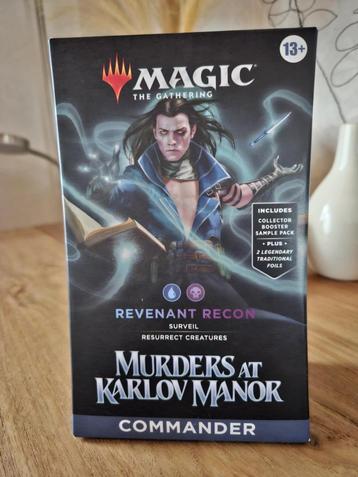 13+
MAGIC
THE GATHERING
INCLUDES
COLLECTOR
BOOSTER
SAMPLE PACK
• PLUS •
2 LEGENDARY
TRADITIONAL
FOILS
REVENANT RECON
SURVEIL
RESURRECT CREATURES
MURDERS AT
KARLOV MANOR
COMMANDER